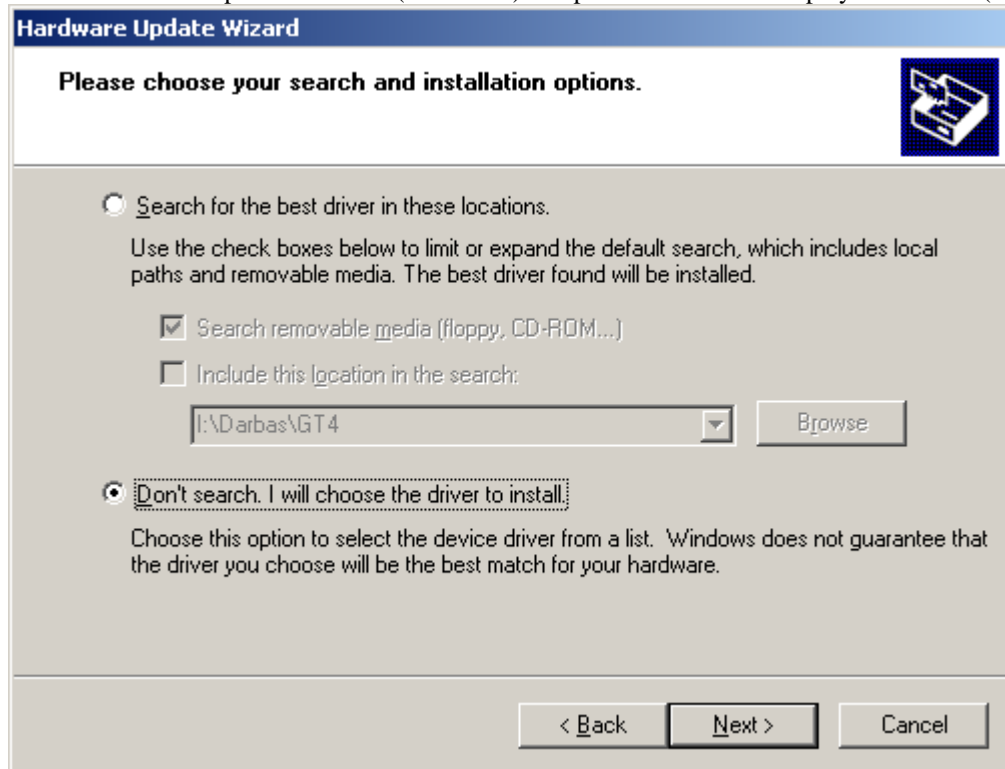 Hardware Update Wizard
Please choose your search and installation options.
Search for the best driver in these locations.
Use the check boxes below to limit or expand the default search, which includes local
paths and removable media. The best driver found will be installed.
Search removable media (floppy, CD-ROM...)
Include this location in the search:
I:\Darbas\GT4
Browse
Don't search. I will choose the driver to install.
Choose this option to select the device driver from a list. Windows does not guarantee that
the driver you choose will be the best match for your hardware.
< Back
Next >
Cancel